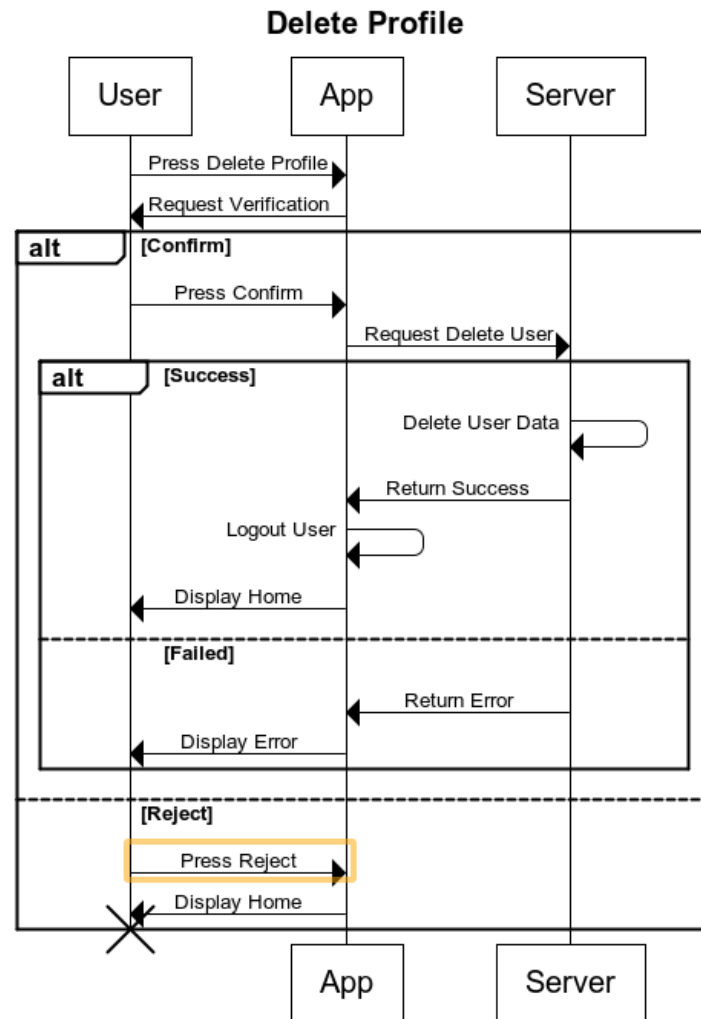 Delete Profile
User App Server
Press Delete Profile
Request Verification
alt [Confirm]
Press Confirm
Request Delete User
alt [Success]
Delete User Data
Return Success
Logout User
Display Home
[Failed]
Return Error
Display Error
[Reject]
Press Reject
Display Home
App Server